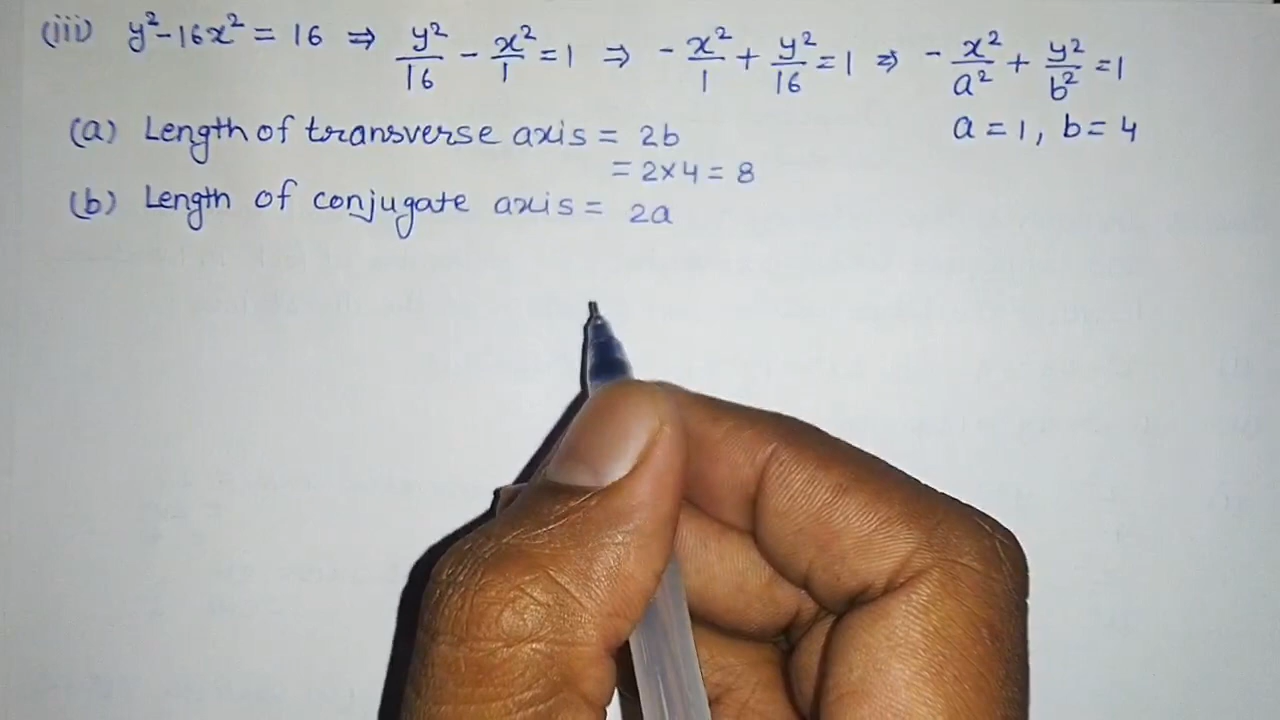 (iii) y² - 16x² = 16 ⇒ y²/16 - x²/1 = 1 ⇒ - x²/1 + y²/16 = 1 ⇒ - x²/a² + y²/b² = 1
a = 1, b = 4
(a) Length of transverse axis = 2b
= 2×4 = 8
(b) Length of conjugate axis = 2a